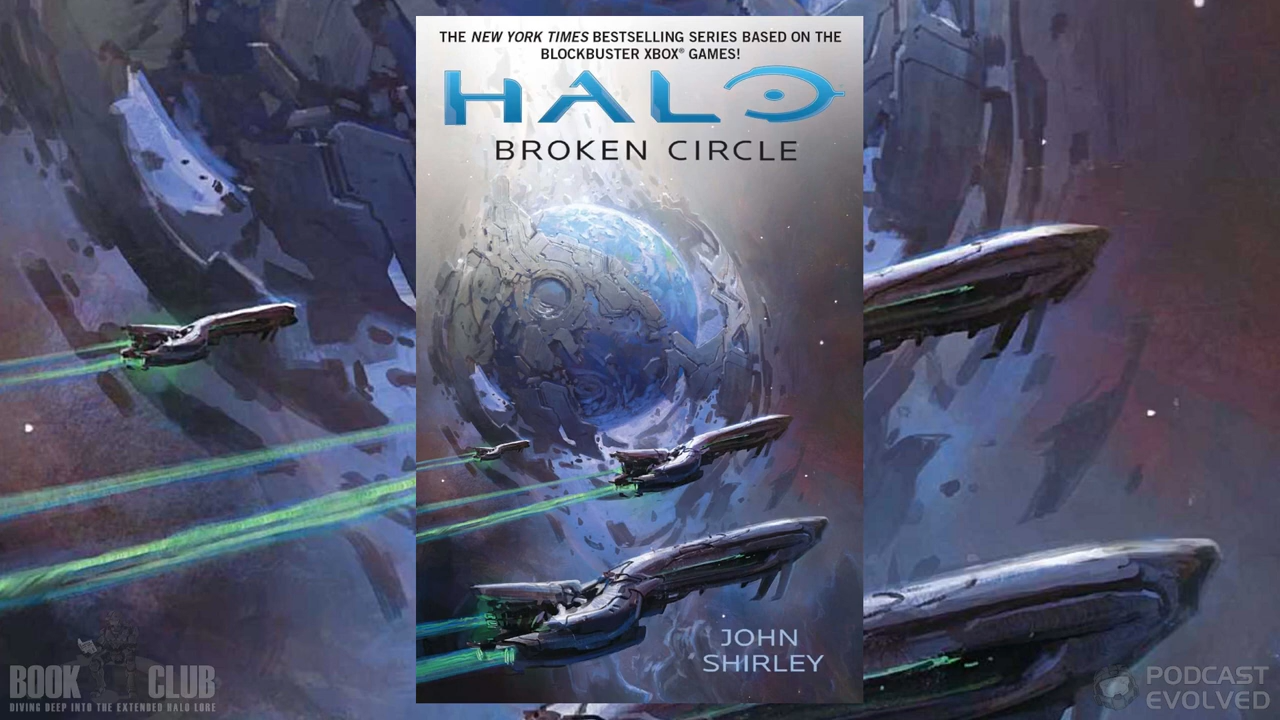 THE NEW YORK TIMES BESTSELLING SERIES BASED ON THE
BLOCKBUSTER XBOX® GAMES!
HALO
BROKEN CIRCLE
JOHN
SHIRLEY
BOOK CLUB
DIVING DEEP INTO THE EXTENDED HALO LORE
PODCAST
EVOLVED